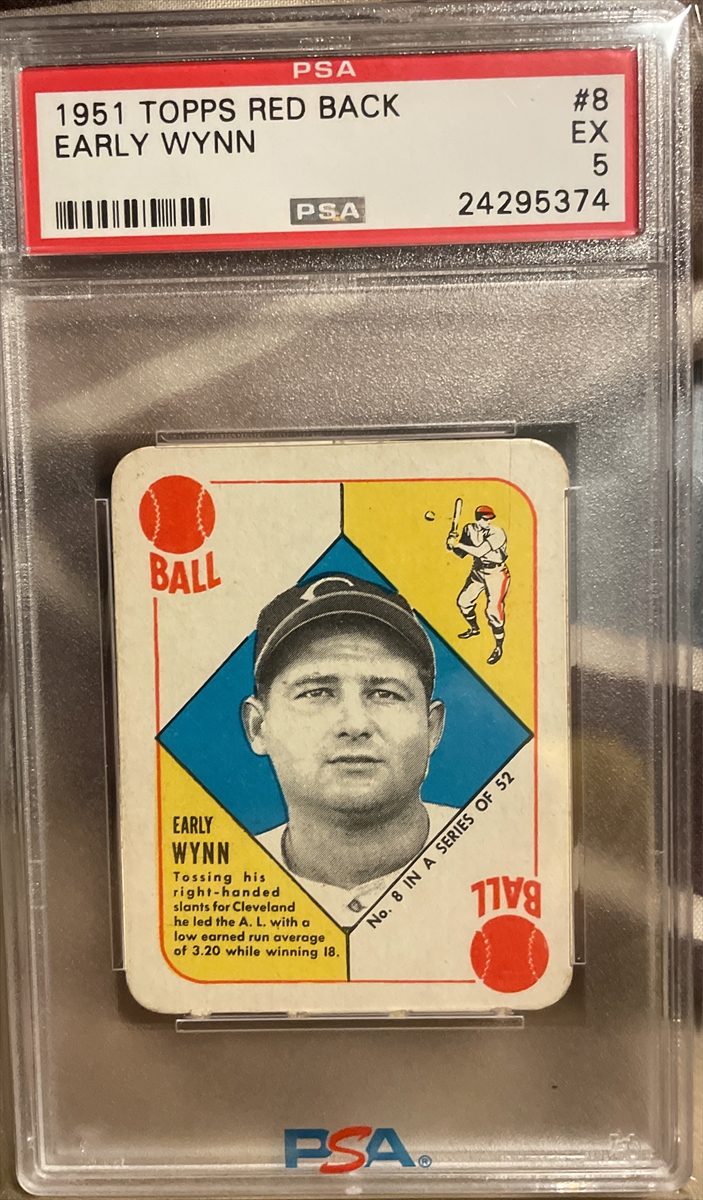 PSA
1951 TOPPS RED BACK #8
EARLY WYNN EX
5
PSA 24295374
BALL
EARLY
WYNN
Tossing his
right-handed
slants for Cleveland
he led the A. L. with a
low earned run average
of 3.20 while winning 18.
No. 8 IN A SERIES OF 52
BALL
PSA®